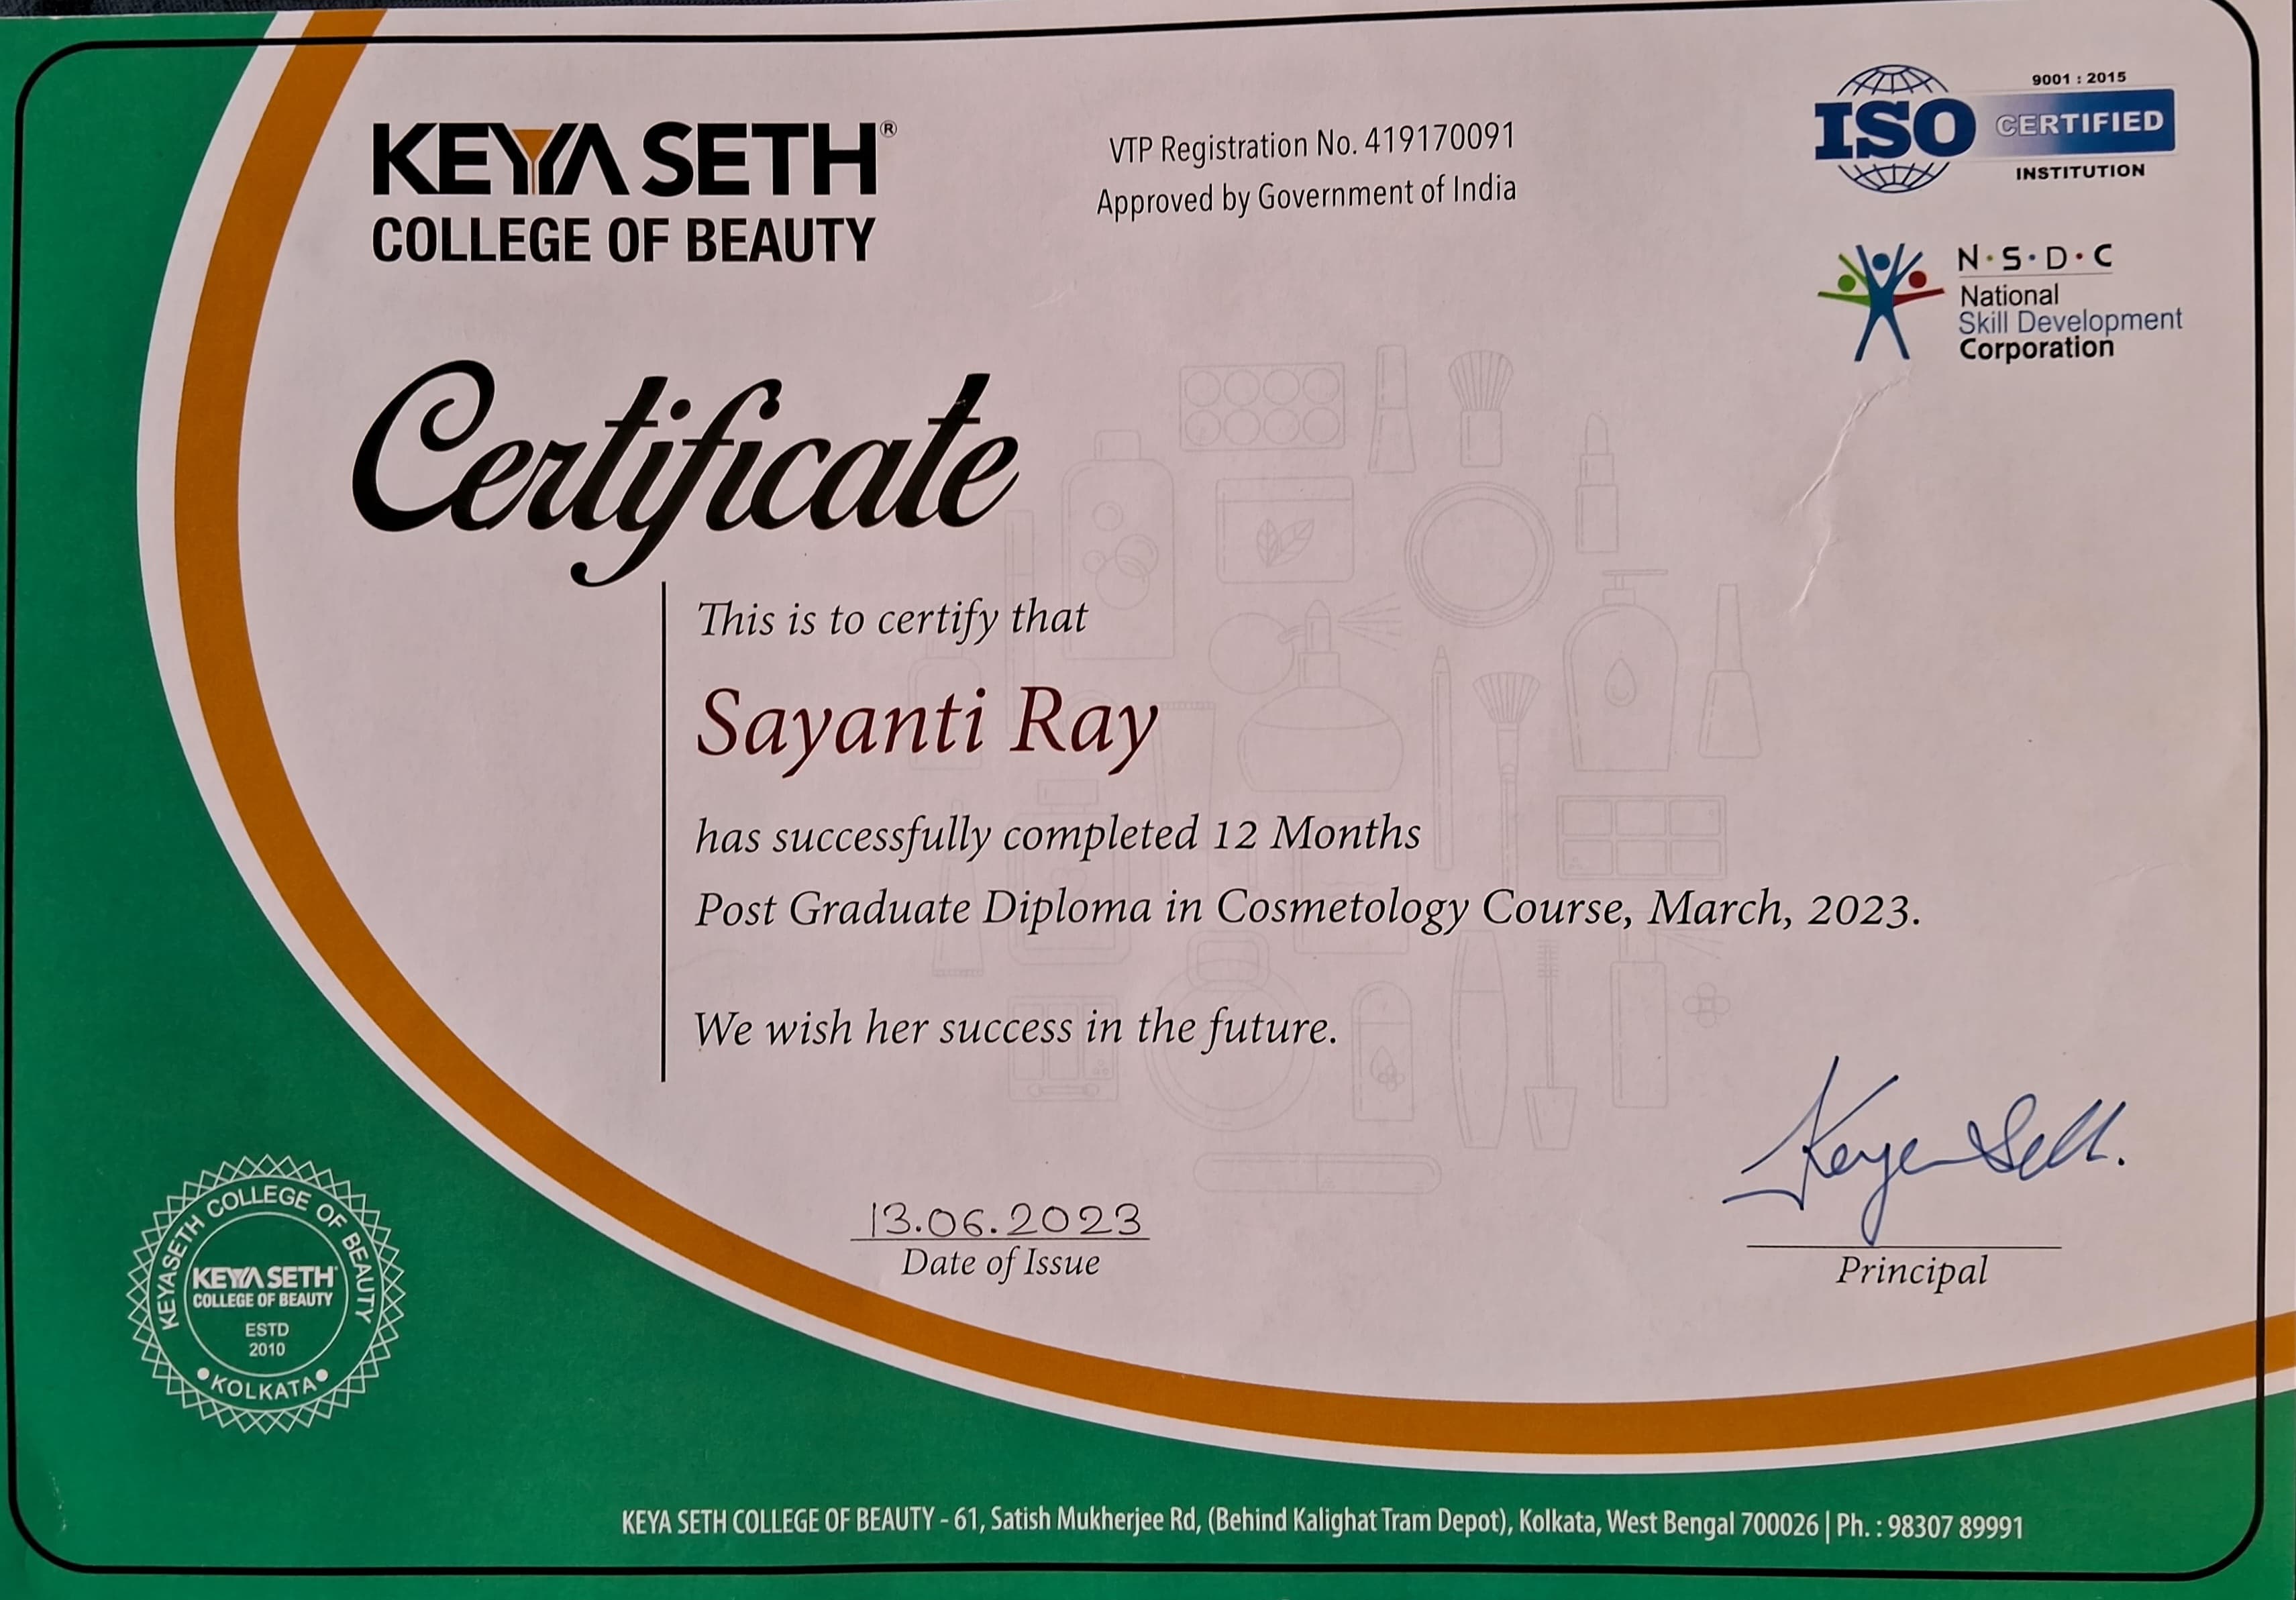 KEYA SETH®
COLLEGE OF BEAUTY
VTP Registration No. 419170091
Approved by Government of India
9001 : 2015
ISO CERTIFIED
INSTITUTION
N·S·D·C
National
Skill Development
Corporation
Certificate
This is to certify that
Sayanti Ray
has successfully completed 12 Months
Post Graduate Diploma in Cosmetology Course, March, 2023.
We wish her success in the future.
13.06.2023
Date of Issue
Keya Seth.
Principal
KEYASETH COLLEGE OF BEAUTY
KEYA SETH
COLLEGE OF BEAUTY
ESTD
2010
•KOLKATA•
KEYA SETH COLLEGE OF BEAUTY - 61, Satish Mukherjee Rd, (Behind Kalighat Tram Depot), Kolkata, West Bengal 700026 | Ph. : 98307 89991